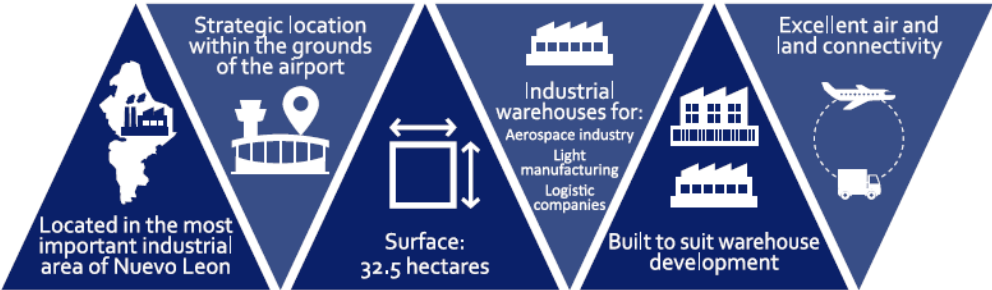 Located in the most
important industrial
area of Nuevo Leon
Strategic location
within the grounds
of the airport
Surface:
32.5 hectares
Industrial
warehouses for:
Aerospace industry
Light
manufacturing
Logistic
companies
Built to suit warehouse
development
Excellent air and
land connectivity